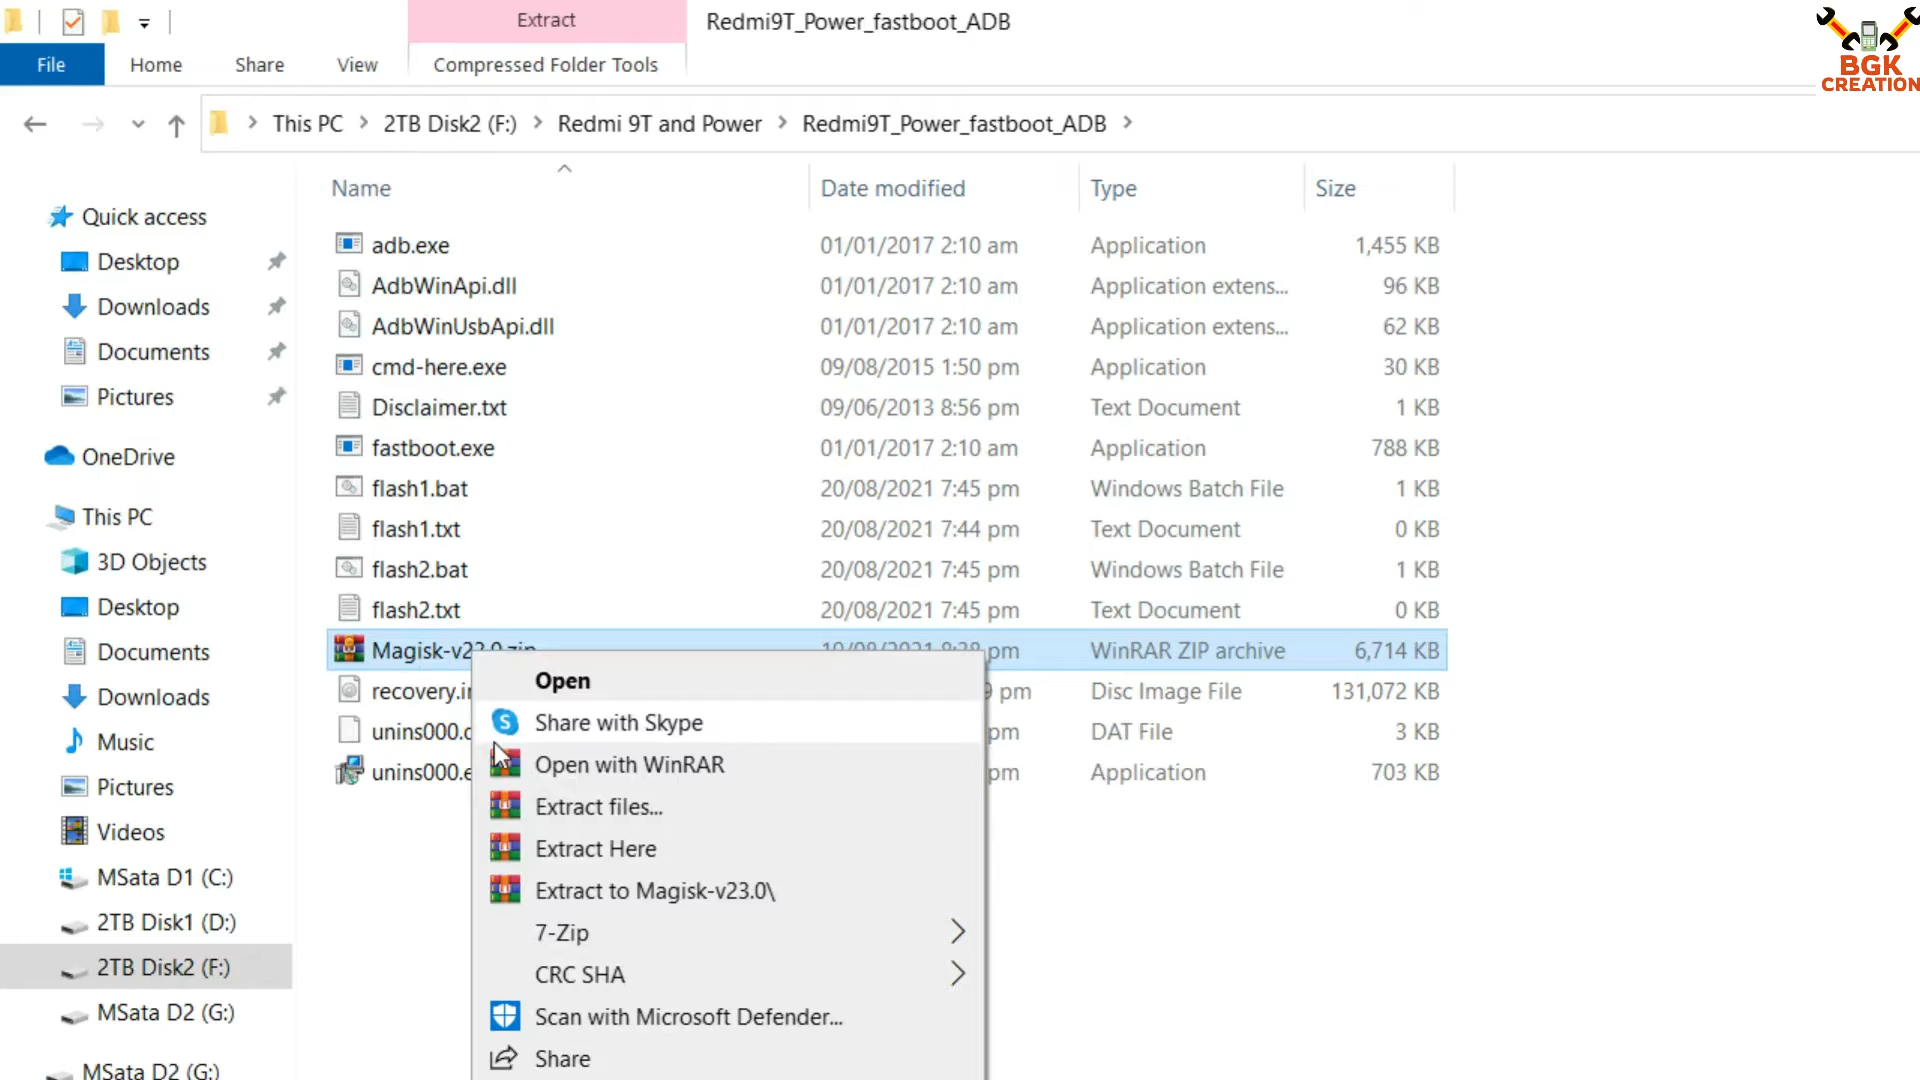 Extract
Redmi9T_Power_fastboot_ADB
BGK
CREATION
File
Home
Share
View
Compressed Folder Tools
This PC > 2TB Disk2 (F:) > Redmi 9T and Power > Redmi9T_Power_fastboot_ADB >
Name Date modified Type Size
Quick access
Desktop
Downloads
Documents
Pictures
OneDrive
This PC
3D Objects
Desktop
Documents
Downloads
Music
Pictures
Videos
MSata D1 (C:)
2TB Disk1 (D:)
2TB Disk2 (F:)
MSata D2 (G:)
MSata D2 (G:)
adb.exe 01/01/2017 2:10 am Application 1,455 KB
AdbWinApi.dll 01/01/2017 2:10 am Application extens... 96 KB
AdbWinUsbApi.dll 01/01/2017 2:10 am Application extens... 62 KB
cmd-here.exe 09/08/2015 1:50 pm Application 30 KB
Disclaimer.txt 09/06/2013 8:56 pm Text Document 1 KB
fastboot.exe 01/01/2017 2:10 am Application 788 KB
flash1.bat 20/08/2021 7:45 pm Windows Batch File 1 KB
flash1.txt 20/08/2021 7:44 pm Text Document 0 KB
flash2.bat 20/08/2021 7:45 pm Windows Batch File 1 KB
flash2.txt 20/08/2021 7:45 pm Text Document 0 KB
Magisk-v23.0.zip pm WinRAR ZIP archive 6,714 KB
recovery.i 9 pm Disc Image File 131,072 KB
unins000. pm DAT File 3 KB
unins000.e pm Application 703 KB
Open
Share with Skype
Open with WinRAR
Extract files...
Extract Here
Extract to Magisk-v23.0\
7-Zip
CRC SHA
Scan with Microsoft Defender...
Share